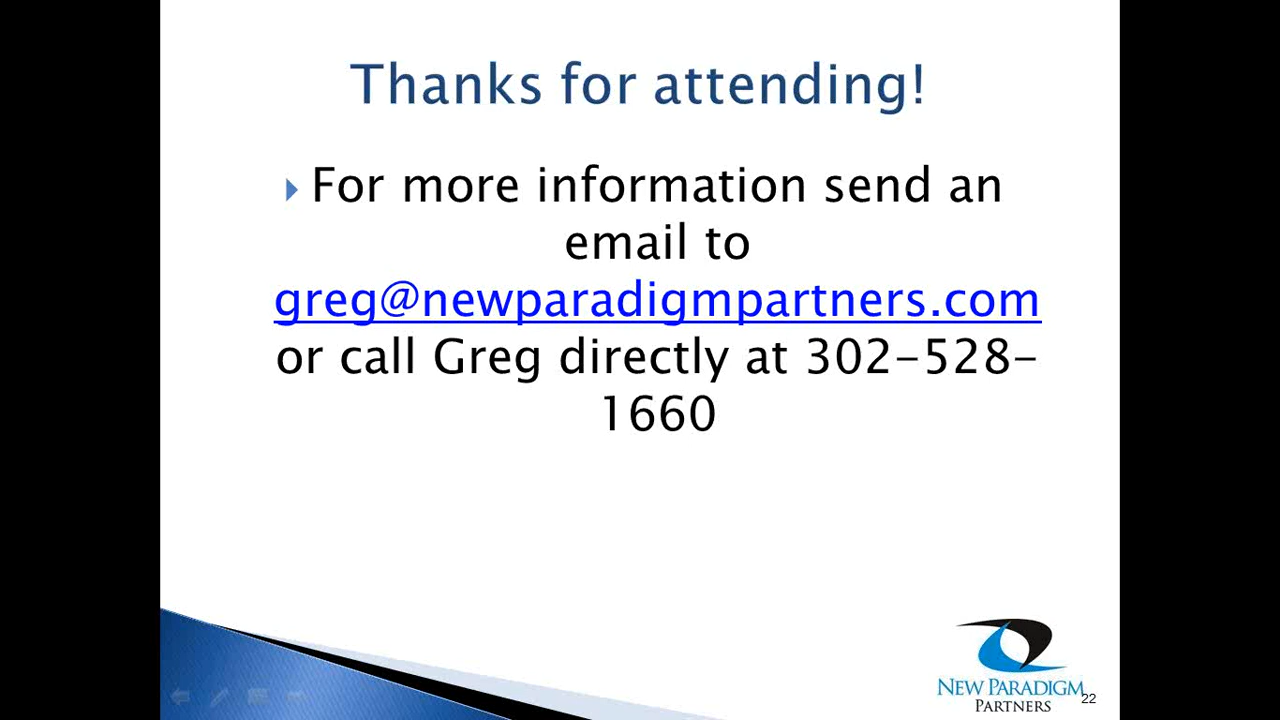 Thanks for attending!
For more information send an
email to
greg@newparadigmpartners.com
or call Greg directly at 302-528-
1660
NEW PARADIGM
PARTNERS
22